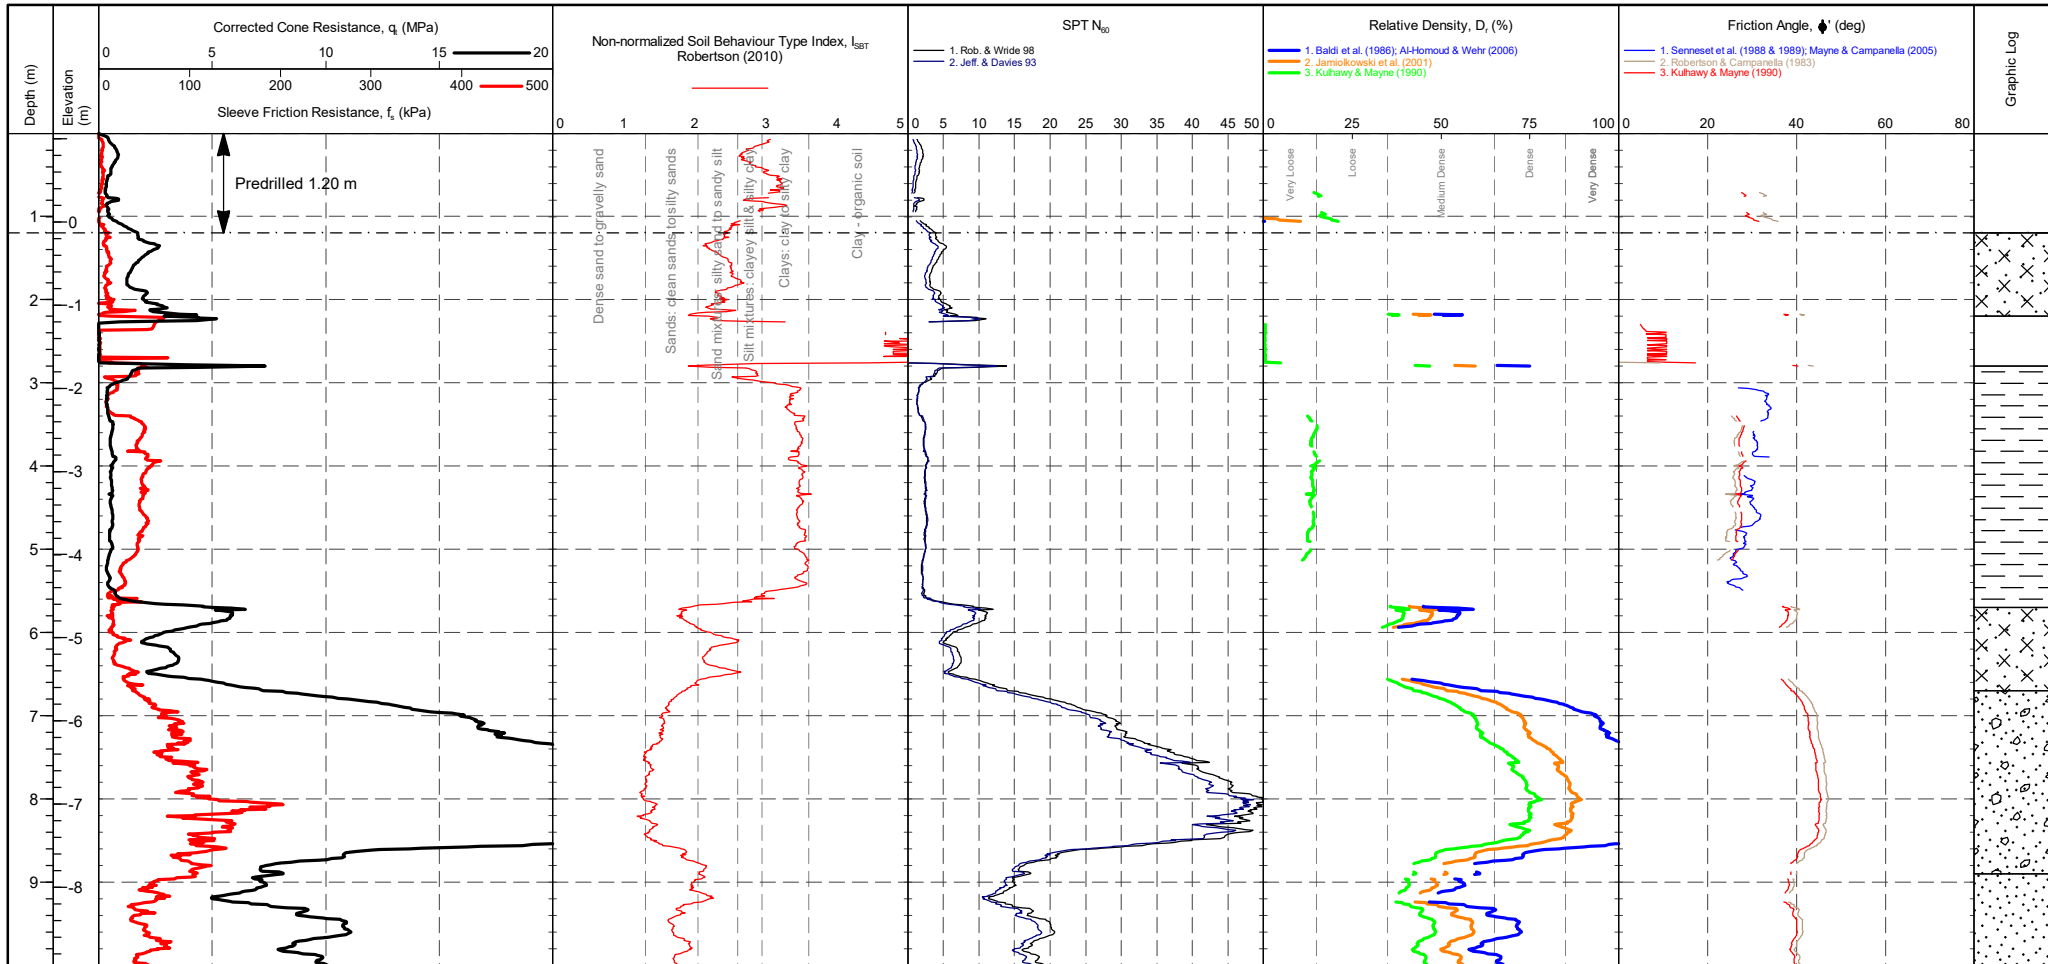 Depth (m)
Elevation (m)
Corrected Cone Resistance, qt (MPa)
0 5 10 15 20
0 100 200 300 400 500
Sleeve Friction Resistance, fs (kPa)
Non-normalized Soil Behaviour Type Index, ISBT
Robertson (2010)
0 1 2 3 4 5
SPT N60
1. Rob. & Wride 98
2. Jeff. & Davies 93
0 5 10 15 20 25 30 35 40 45 50
Relative Density, Dr (%)
1. Baldi et al. (1986); Al-Homoud & Wehr (2006)
2. Jamiolkowski et al. (2001)
3. Kulhawy & Mayne (1990)
0 25 50 75 100
Friction Angle, ϕ' (deg)
1. Senneset et al. (1988 & 1989); Mayne & Campanella (2005)
2. Robertson & Campanella (1983)
3. Kulhawy & Mayne (1990)
0 20 40 60 80
Graphic Log
Predrilled 1.20 m
Dense sand to gravelly sand
Sands: clean sands to silty sands
Sand mixtures: silty sand to sandy silt
Silt mixtures: clayey silt & silty clay
Clays: clay to silty clay
Clay - organic soil
Very Loose
Loose
Medium Dense
Dense
Very Dense
1
0
2
-1
3
-2
4
-3
5
-4
6
-5
7
-6
8
-7
9
-8